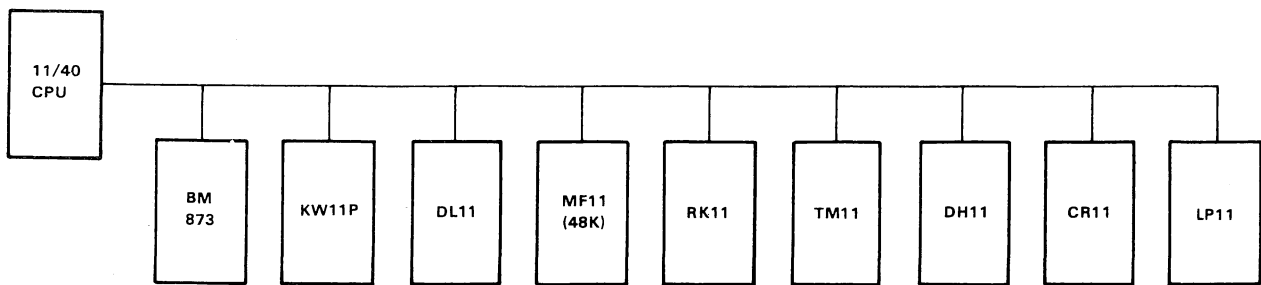 11/40
CPU
BM
873
KW11P
DL11
MF11
(48K)
RK11
TM11
DH11
CR11
LP11